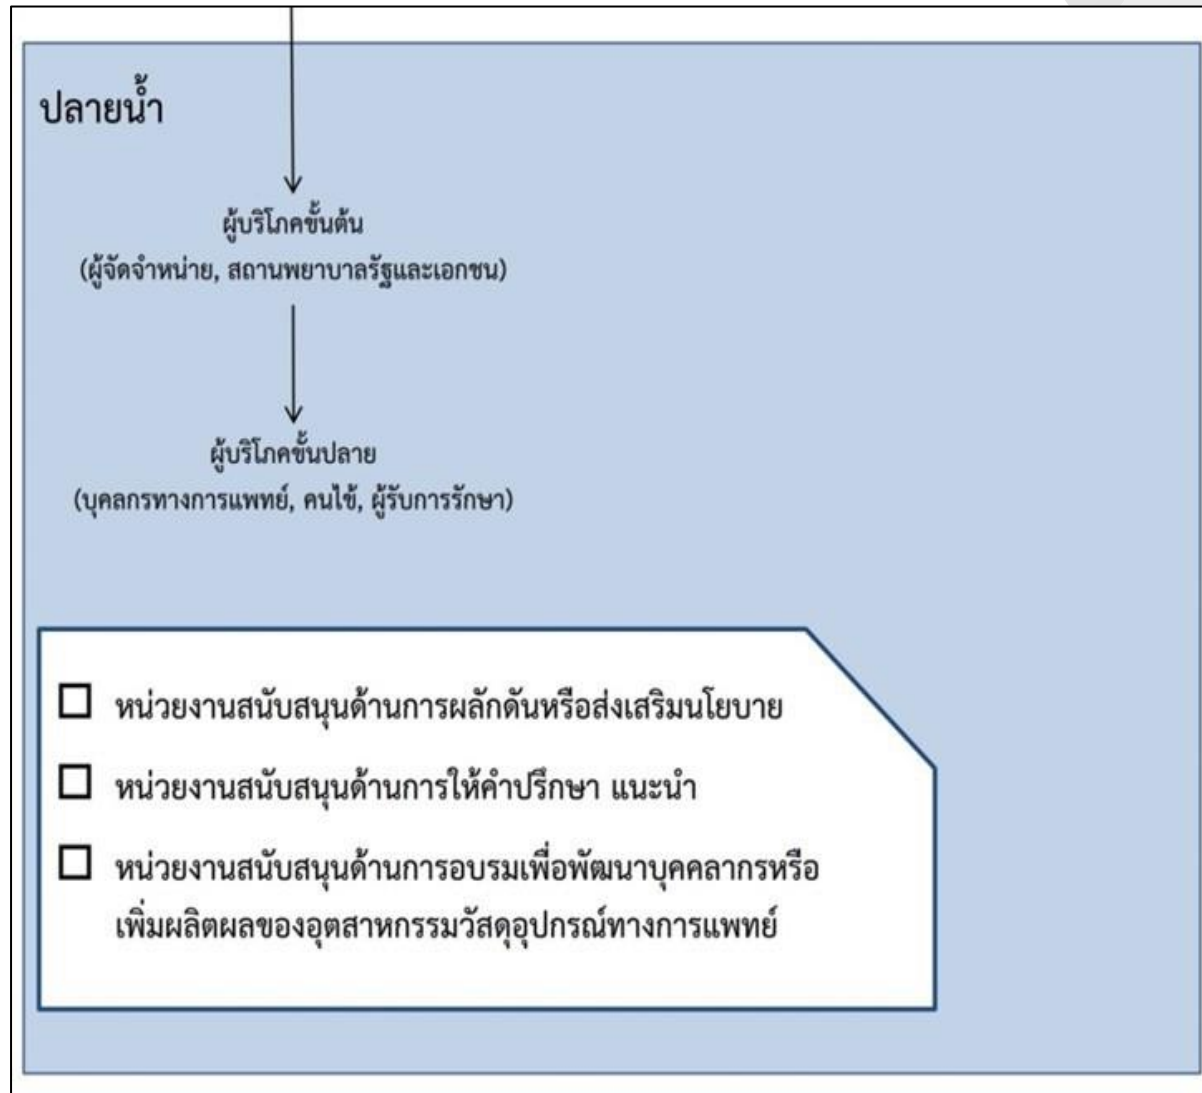 ปลายน้ำ
ผู้บริโภคขั้นต้น
(ผู้จัดจำหน่าย, สถานพยาบาลรัฐและเอกชน)
ผู้บริโภคขั้นปลาย
(บุคลกรทางการแพทย์, คนไข้, ผู้รับการรักษา)
หน่วยงานสนับสนุนด้านการผลักดันหรือส่งเสริมนโยบาย
หน่วยงานสนับสนุนด้านการให้คำปรึกษา แนะนำ
หน่วยงานสนับสนุนด้านการอบรมเพื่อพัฒนาบุคคลากรหรือ
เพิ่มผลิตผลของอุตสาหกรรมวัสดุอุปกรณ์ทางการแพทย์